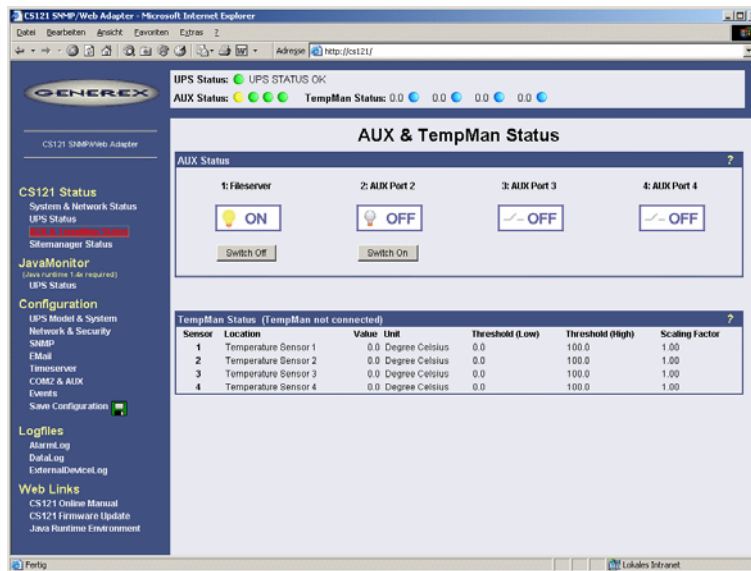 CS121 SNMP/Web Adapter - Microsoft Internet Explorer
Datei Bearbeiten Ansicht Favoriten Extras ?
Adresse http://cs121/
GENEREX
CS121 SNMP/Web Adapter
UPS Status: UPS STATUS OK
AUX Status: TempMan Status: 0.0 0.0 0.0 0.0
CS121 Status
System & Network Status
UPS Status
AUX & TempMan Status
Sitemanager Status
JavaMonitor
(Java runtime 1.4x required)
UPS Status
Configuration
UPS Model & System
Network & Security
SNMP
EMail
Timeserver
COM2 & AUX
Events
Save Configuration
Logfiles
AlarmLog
DataLog
ExternalDeviceLog
Web Links
CS121 Online Manual
CS121 Firmware Update
Java Runtime Environment
AUX & TempMan Status
AUX Status ?
1: Fileserver 2: AUX Port 2 3: AUX Port 3 4: AUX Port 4
ON OFF OFF OFF
Switch Off Switch On
TempMan Status (TempMan not connected) ?
Sensor Location Value Unit Threshold (Low) Threshold (High) Scaling Factor
1 Temperature Sensor 1 0.0 Degree Celsius 0.0 100.0 1.00
2 Temperature Sensor 2 0.0 Degree Celsius 0.0 100.0 1.00
3 Temperature Sensor 3 0.0 Degree Celsius 0.0 100.0 1.00
4 Temperature Sensor 4 0.0 Degree Celsius 0.0 100.0 1.00
Fertig Lokales Intranet